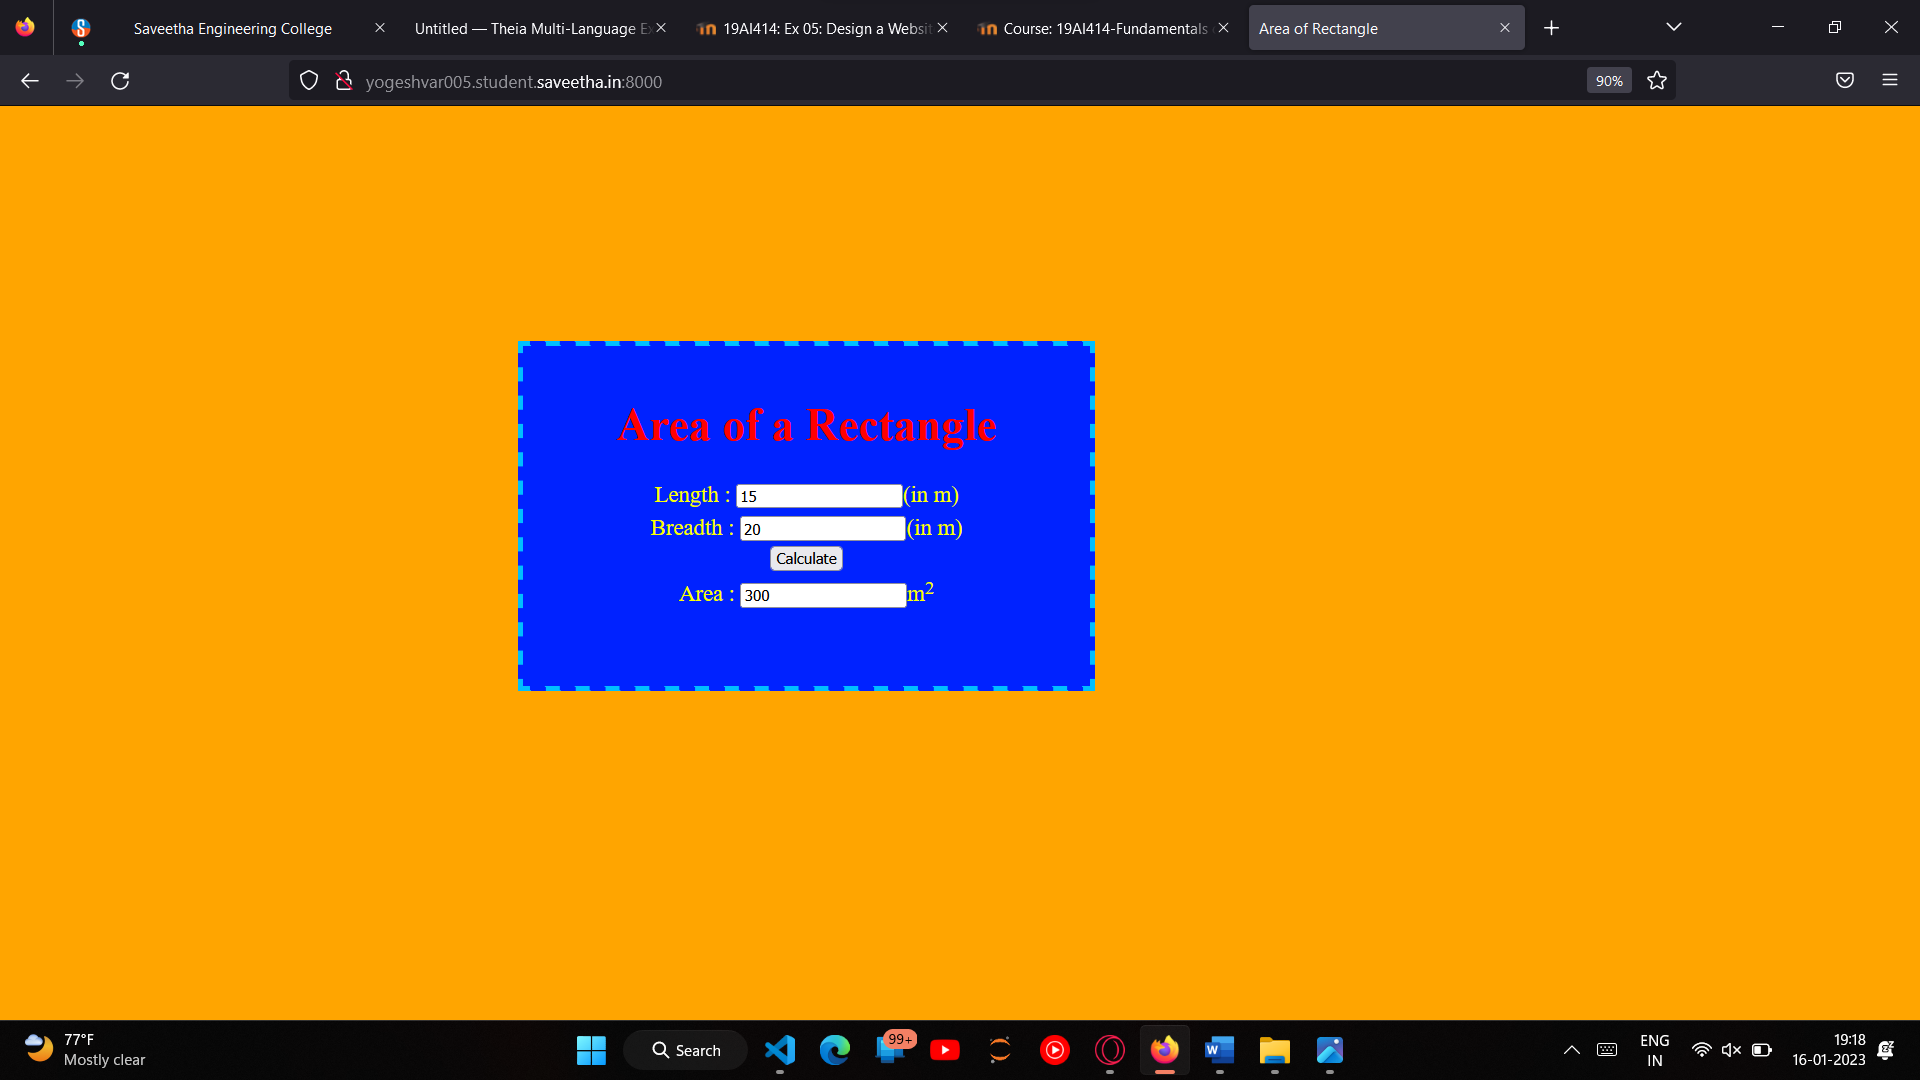 Saveetha Engineering College
Untitled — Theia Multi-Language Ex
19AI414: Ex 05: Design a Websit
Course: 19AI414-Fundamentals
Area of Rectangle
yogeshvar005.student.saveetha.in:8000
90%
Area of a Rectangle
Length : 15 (in m)
Breadth : 20 (in m)
Calculate
Area : 300 m²
77°F
Mostly clear
Search
99+
ENG
IN
19:18
16-01-2023